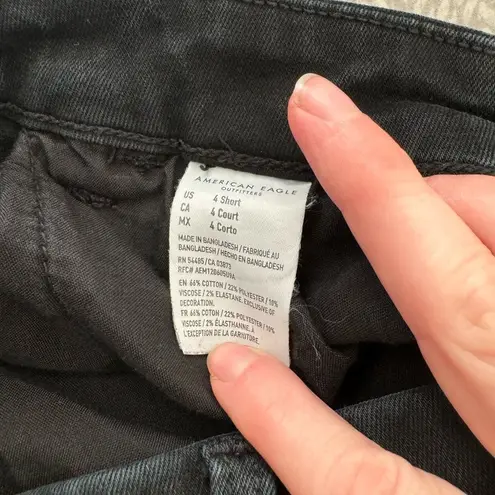 AMERICAN EAGLE
OUTFITTERS
US 4 Short
CA 4 Court
MX 4 Corto
MADE IN BANGLADESH / FABRIQUÉ AU
BANGLADESH / HECHO EN BANGLADESH
RN 54485 / CA 03873
RFC# AEM120605U9A
EN 66% COTTON / 22% POLYESTER / 10%
VISCOSE / 2% ELASTANE. EXCLUSIVE OF
DECORATION.
FR 66% COTON / 22% POLYESTER / 10%
VISCOSE / 2% ÉLASTHANNE. À
L'EXCEPTION DE LA GARNITURE.